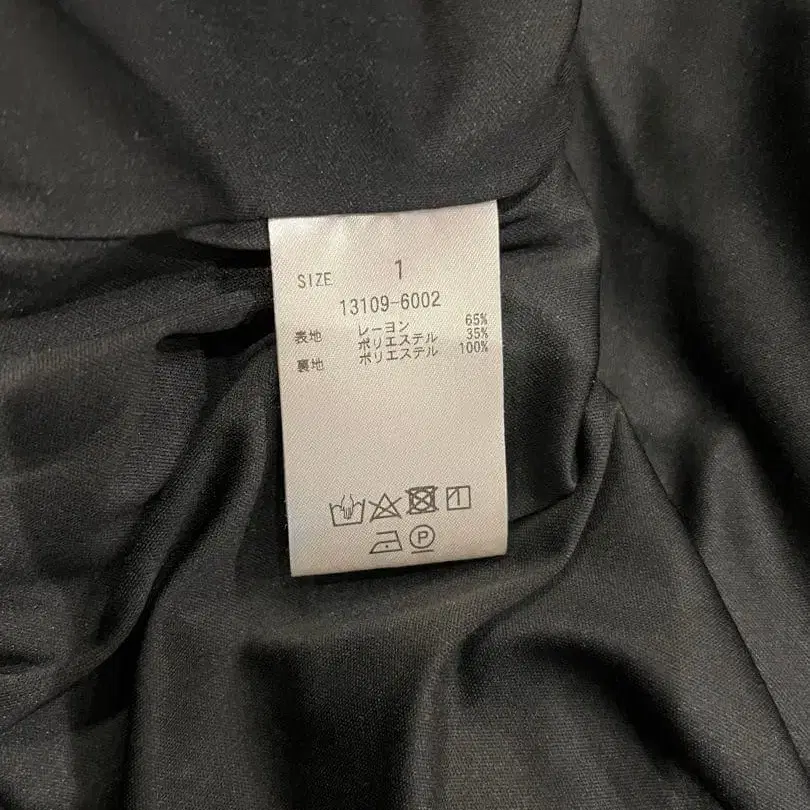 SIZE 1
13109-6002
表地 レーヨン 65%
ポリエステル 35%
裏地 ポリエステル 100%
P